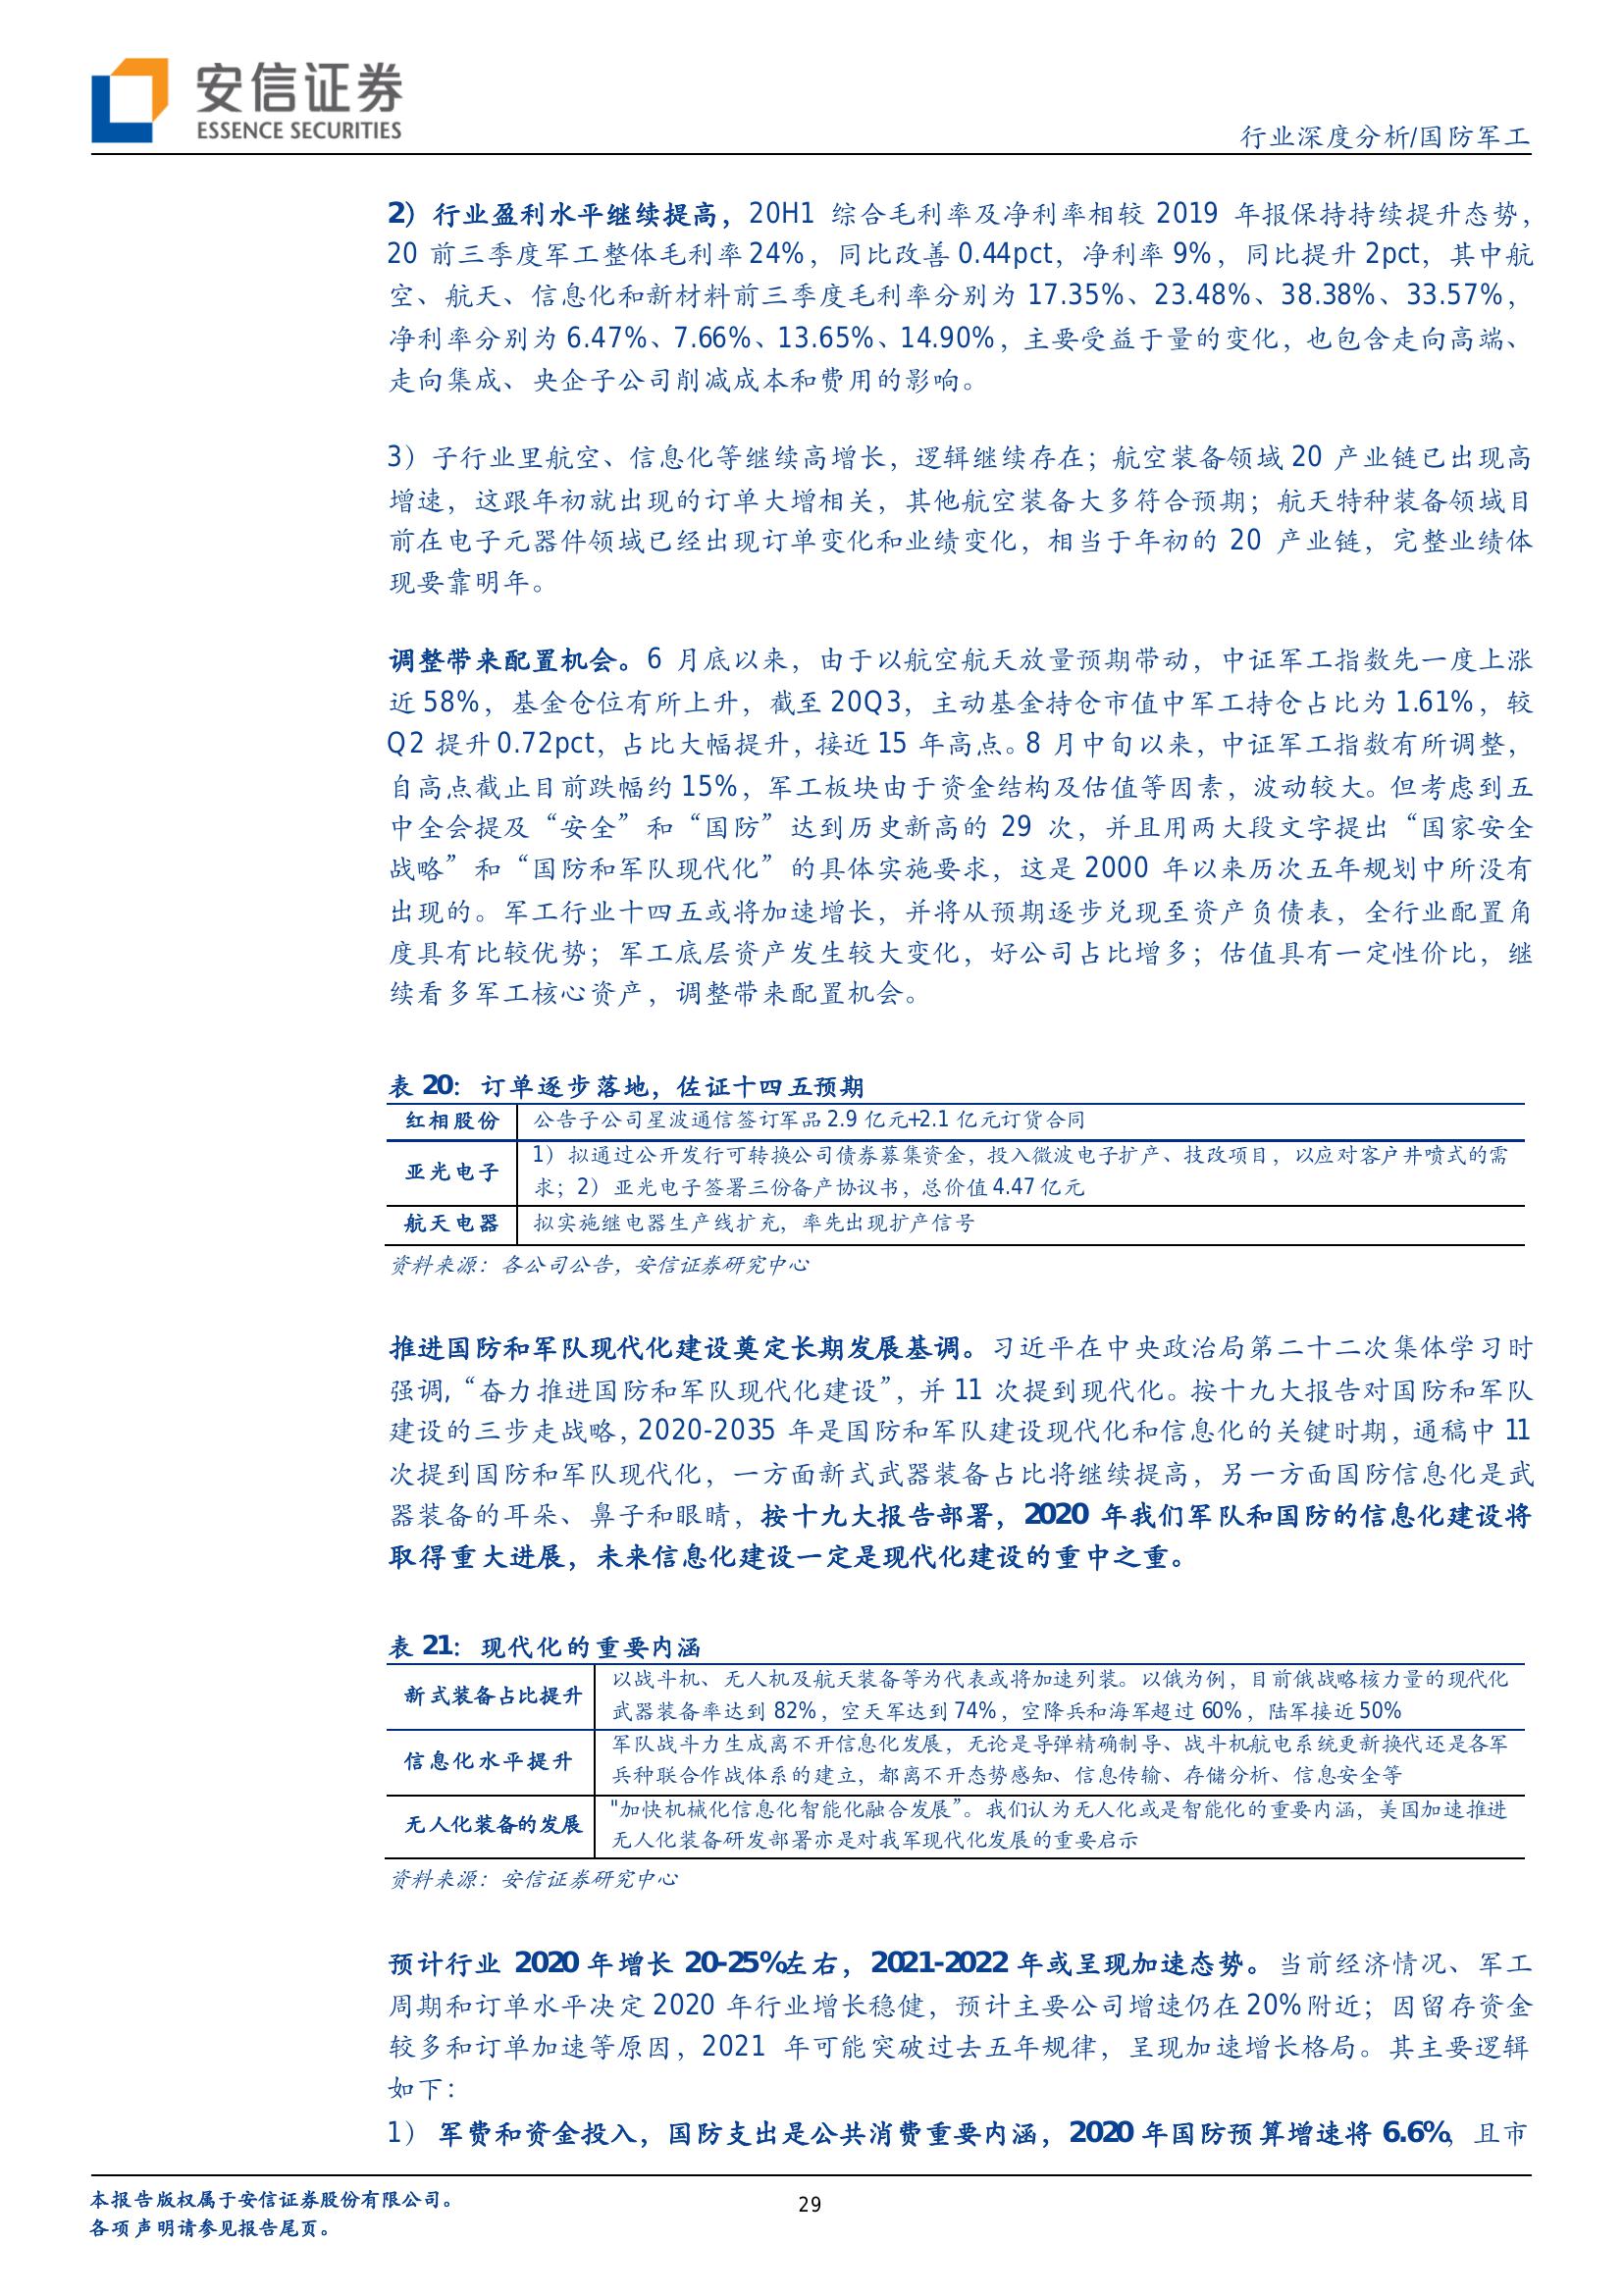 安信证券
ESSENCE SECURITIES
行业深度分析/国防军工
2）行业盈利水平继续提高，20H1 综合毛利率及净利率相较 2019 年报保持持续提升态势，
20 前三季度军工整体毛利率 24%，同比改善 0.44pct，净利率 9%，同比提升 2pct，其中航
空、航天、信息化和新材料前三季度毛利率分别为 17.35%、23.48%、38.38%、33.57%，
净利率分别为 6.47%、7.66%、13.65%、14.90%，主要受益于量的变化，也包含走向高端、
走向集成、央企子公司削减成本和费用的影响。
3）子行业里航空、信息化等继续高增长，逻辑继续存在；航空装备领域 20 产业链已出现高
增速，这跟年初就出现的订单大增相关，其他航空装备大多符合预期；航天特种装备领域目
前在电子元器件领域已经出现订单变化和业绩变化，相当于年初的 20 产业链，完整业绩体
现要靠明年。
调整带来配置机会。6 月底以来，由于以航空航天放量预期带动，中证军工指数先一度上涨
近 58%，基金仓位有所上升，截至 20Q3，主动基金持仓市值中军工持仓占比为 1.61%，较
Q2 提升 0.72pct，占比大幅提升，接近 15 年高点。8 月中旬以来，中证军工指数有所调整，
自高点截止目前跌幅约 15%，军工板块由于资金结构及估值等因素，波动较大。但考虑到五
中全会提及“安全”和“国防”达到历史新高的 29 次，并且用两大段文字提出“国家安全
战略”和“国防和军队现代化”的具体实施要求，这是 2000 年以来历次五年规划中所没有
出现的。军工行业十四五或将加速增长，并将从预期逐步兑现至资产负债表，全行业配置角
度具有比较优势；军工底层资产发生较大变化，好公司占比增多；估值具有一定性价比，继
续看多军工核心资产，调整带来配置机会。
表 20：订单逐步落地，佐证十四五预期
红相股份 公告子公司星波通信签订军品 2.9 亿元+2.1 亿元订货合同
亚光电子 1）拟通过公开发行可转换公司债券募集资金，投入微波电子扩产、技改项目，以应对客户井喷式的需
求；2）亚光电子签署三份备产协议书，总价值 4.47 亿元
航天电器 拟实施继电器生产线扩充，率先出现扩产信号
资料来源：各公司公告，安信证券研究中心
推进国防和军队现代化建设奠定长期发展基调。习近平在中央政治局第二十二次集体学习时
强调，“奋力推进国防和军队现代化建设”，并 11 次提到现代化。按十九大报告对国防和军队
建设的三步走战略，2020-2035 年是国防和军队建设现代化和信息化的关键时期，通稿中 11
次提到国防和军队现代化，一方面新式武器装备占比将继续提高，另一方面国防信息化是武
器装备的耳朵、鼻子和眼睛，按十九大报告部署，2020 年我们军队和国防的信息化建设将
取得重大进展，未来信息化建设一定是现代化建设的重中之重。
表 21：现代化的重要内涵
新式装备占比提升 以战斗机、无人机及航天装备等为代表或将加速列装。以俄为例，目前俄战略核力量的现代化
武器装备率达到 82%，空天军达到 74%，空降兵和海军超过 60%，陆军接近 50%
信息化水平提升 军队战斗力生成离不开信息化发展，无论是导弹精确制导、战斗机航电系统更新换代还是各军
兵种联合作战体系的建立，都离不开态势感知、信息传输、存储分析、信息安全等
无人化装备的发展 "加快机械化信息化智能化融合发展”。我们认为无人化或是智能化的重要内涵，美国加速推进
无人化装备研发部署亦是对我军现代化发展的重要启示
资料来源：安信证券研究中心
预计行业 2020 年增长 20-25%左右，2021-2022 年或呈现加速态势。当前经济情况、军工
周期和订单水平决定 2020 年行业增长稳健，预计主要公司增速仍在 20%附近；因留存资金
较多和订单加速等原因，2021 年可能突破过去五年规律，呈现加速增长格局。其主要逻辑
如下：
1） 军费和资金投入，国防支出是公共消费重要内涵，2020 年国防预算增速将 6.6%，且市
本报告版权属于安信证券股份有限公司。
各项声明请参见报告尾页。
29